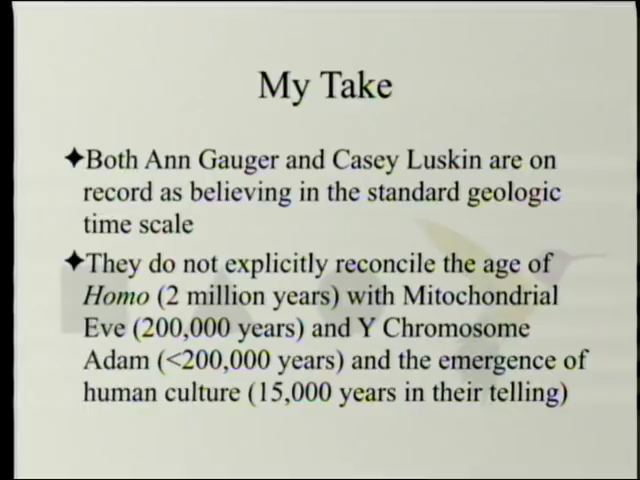 My Take
✦Both Ann Gauger and Casey Luskin are on
record as believing in the standard geologic
time scale
✦They do not explicitly reconcile the age of
Homo (2 million years) with Mitochondrial
Eve (200,000 years) and Y Chromosome
Adam (<200,000 years) and the emergence of
human culture (15,000 years in their telling)